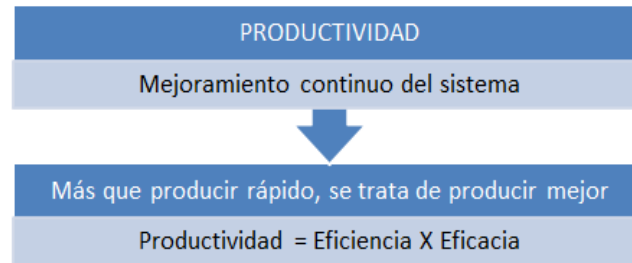 PRODUCTIVIDAD
Mejoramiento continuo del sistema
Más que producir rápido, se trata de producir mejor
Productividad = Eficiencia X Eficacia